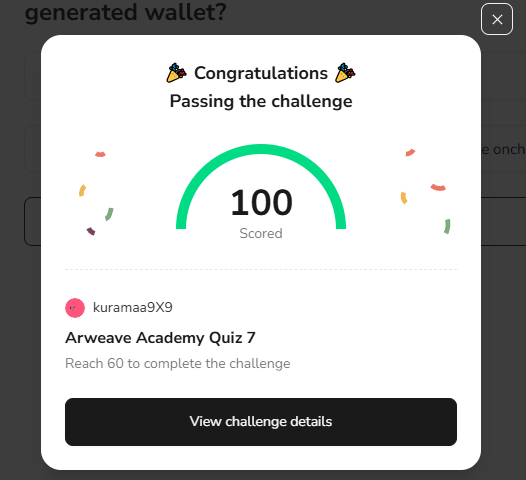 generated wallet?
Congratulations
Passing the challenge
e onch
100
Scored
kuramaa9X9
Arweave Academy Quiz 7
Reach 60 to complete the challenge
View challenge details